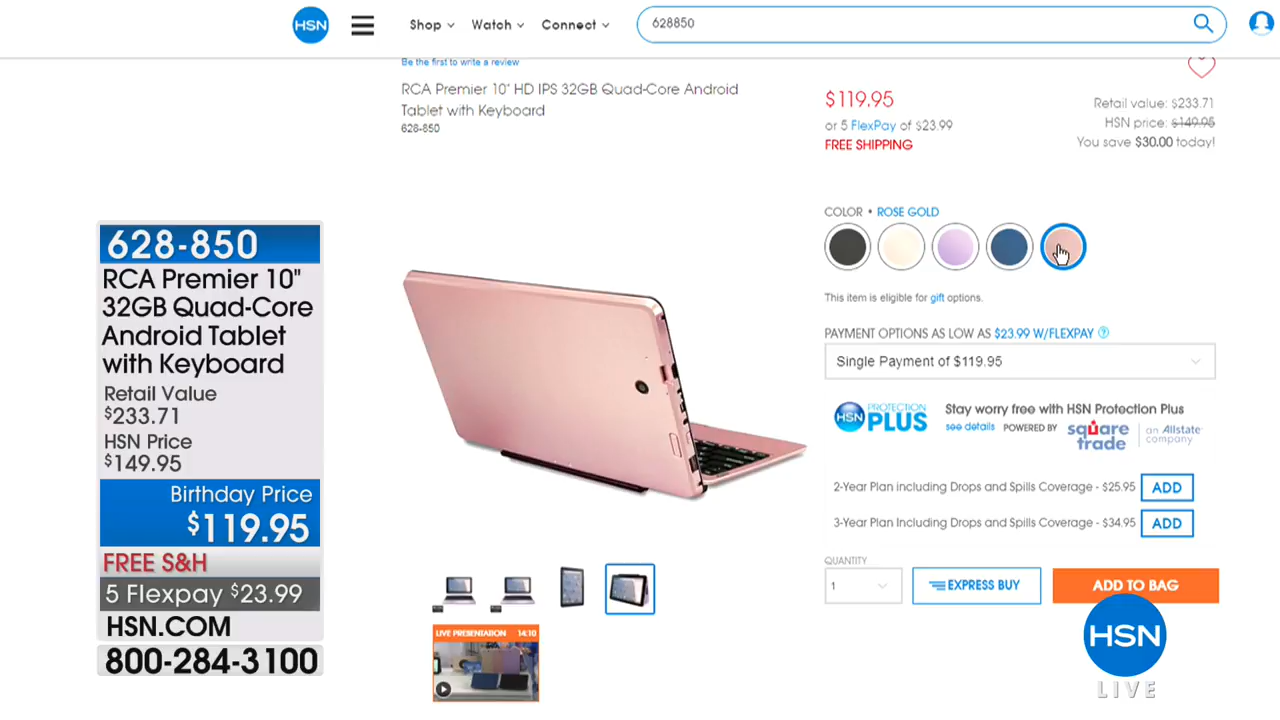 HSN
Shop
Watch
Connect
628850
Be the first to write a review
RCA Premier 10" HD IPS 32GB Quad-Core Android
Tablet with Keyboard
628-850
$119.95
or 5 FlexPay of $23.99
FREE SHIPPING
Retail value: $233.71
HSN price: $149.95
You save $30.00 today!
COLOR • ROSE GOLD
This item is eligible for gift options.
PAYMENT OPTIONS AS LOW AS $23.99 W/FLEXPAY ?
Single Payment of $119.95
HSN PROTECTION PLUS
Stay worry free with HSN Protection Plus
see details POWERED BY square trade an Allstate company
2-Year Plan including Drops and Spills Coverage - $25.95 ADD
3-Year Plan Including Drops and Spills Coverage - $34.95 ADD
QUANTITY
1
EXPRESS BUY
ADD TO BAG
LIVE PRESENTATION 14:10
628-850
RCA Premier 10"
32GB Quad-Core
Android Tablet
with Keyboard
Retail Value
$233.71
HSN Price
$149.95
Birthday Price
$119.95
FREE S&H
5 Flexpay $23.99
HSN.COM
800-284-3100
HSN
LIVE